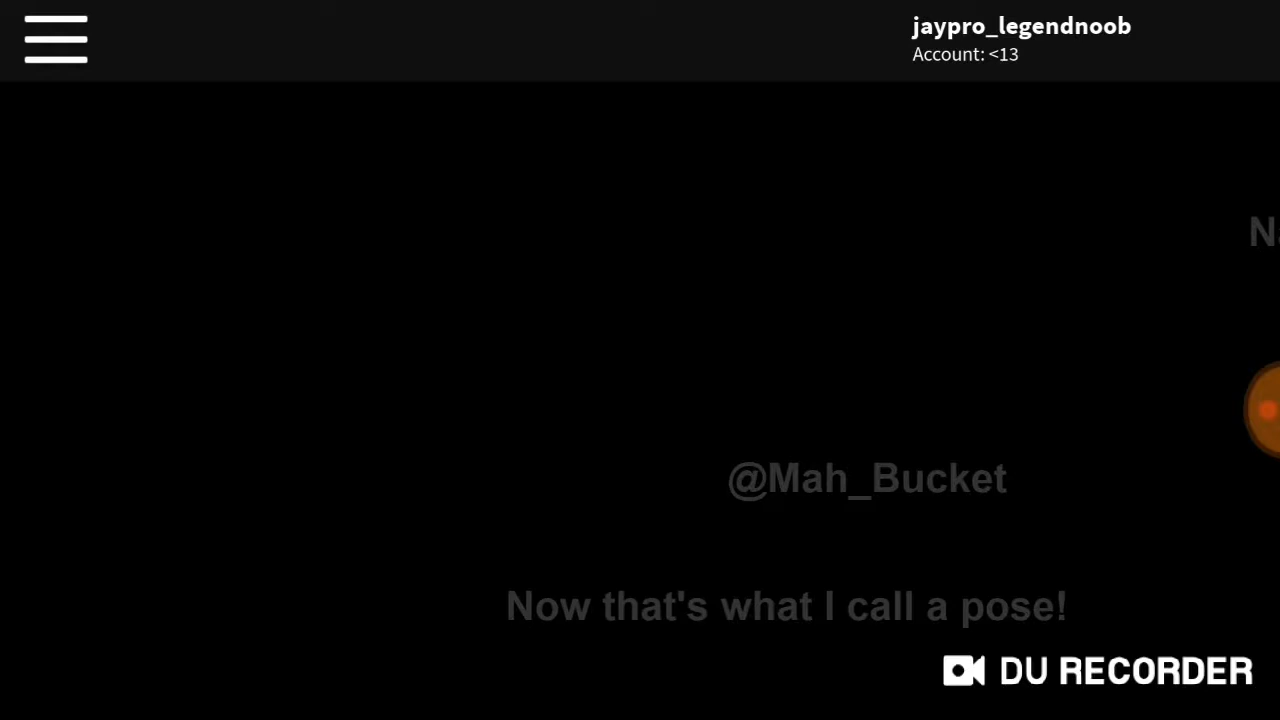 jaypro_legendnoob
Account: <13
N
@Mah_Bucket
Now that's what I call a pose!
DU RECORDER